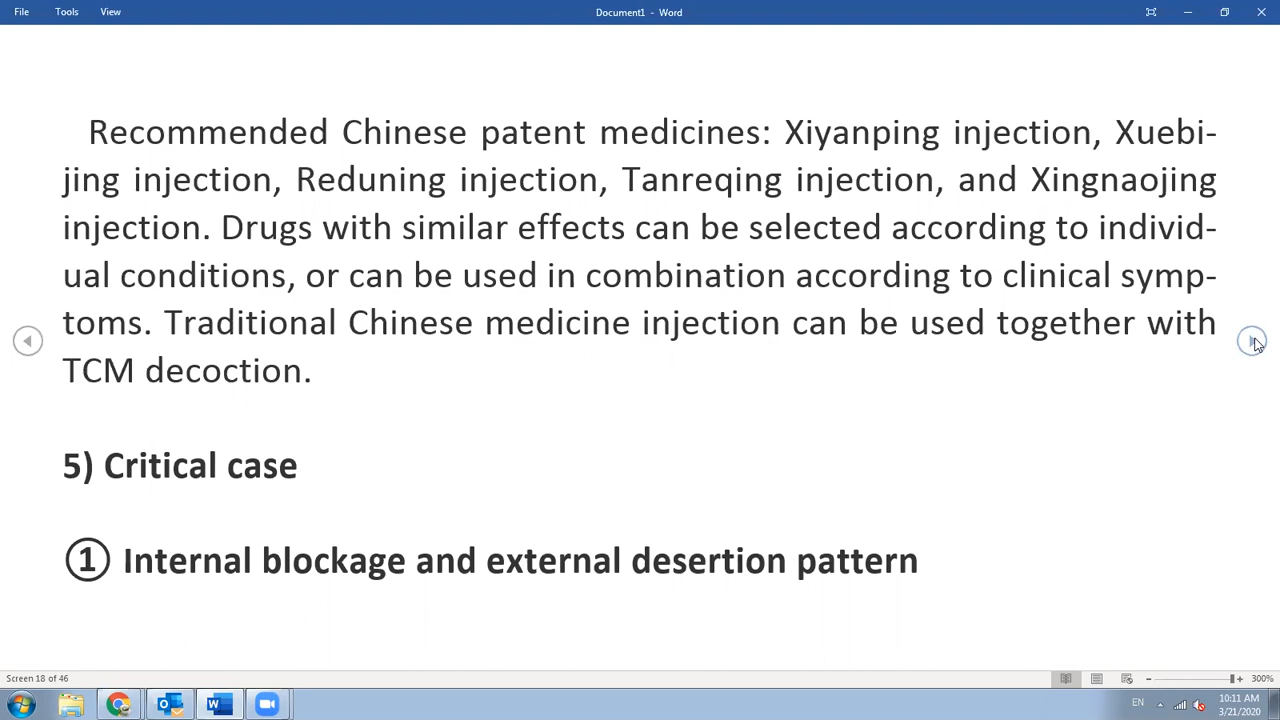 File Tools View Document1 - Word
Recommended Chinese patent medicines: Xiyanping injection, Xuebi-
jing injection, Reduning injection, Tanreqing injection, and Xingnaojing
injection. Drugs with similar effects can be selected according to individ-
ual conditions, or can be used in combination according to clinical symp-
toms. Traditional Chinese medicine injection can be used together with
TCM decoction.
5) Critical case
① Internal blockage and external desertion pattern
Screen 18 of 46 300%
EN 10:11 AM
3/21/2020